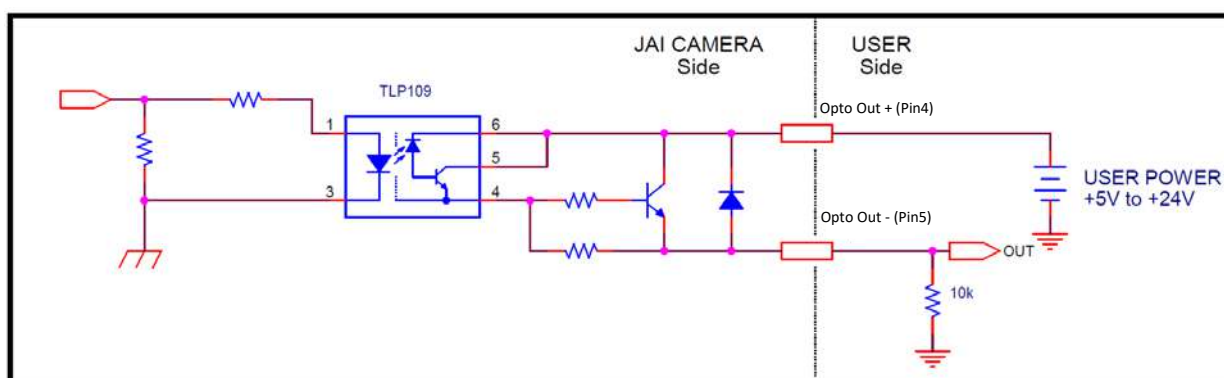 JAI CAMERA
Side
USER
Side
TLP109
Opto Out + (Pin4)
1
6
5
3
4
USER POWER
+5V to +24V
Opto Out - (Pin5)
OUT
10k